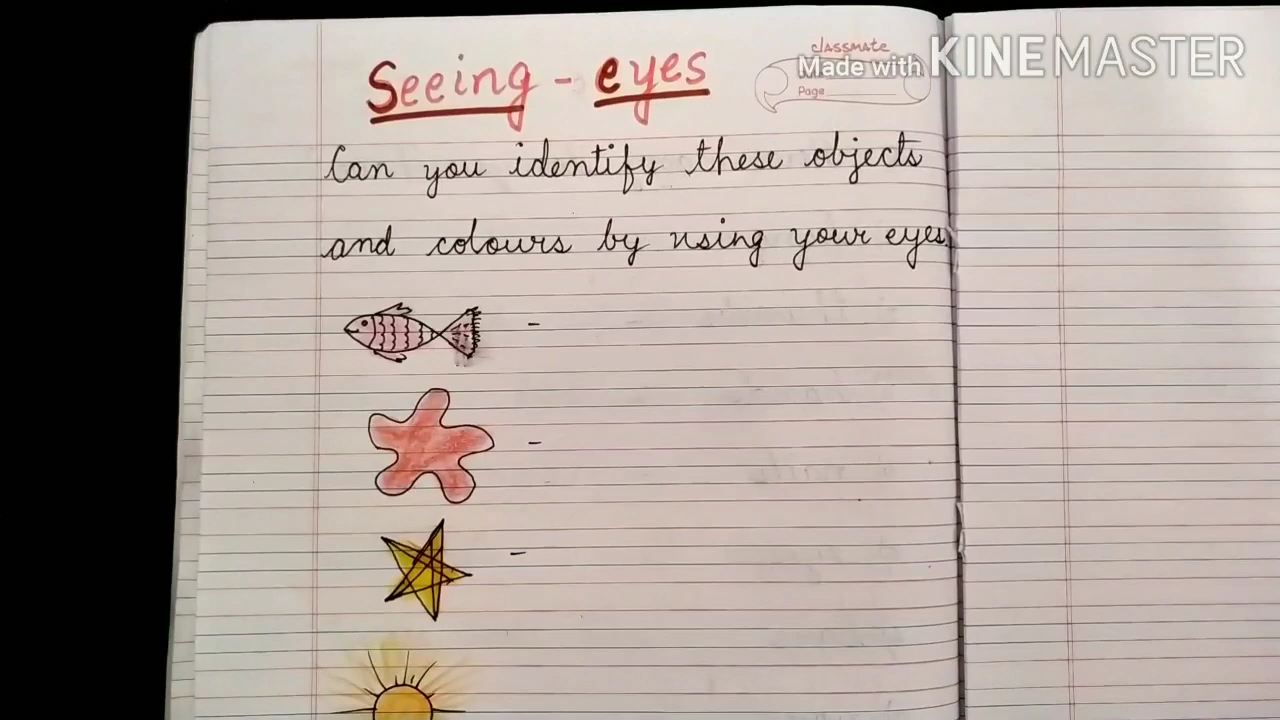 Seeing - eyes
classmate
Made with KINEMASTER
Page
Can you identify these objects
and colours by using your eyes
-
-
-